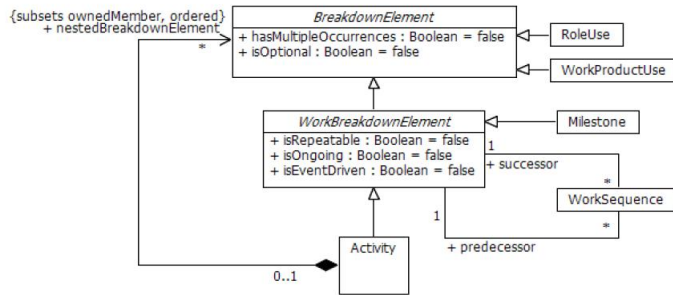 {subsets ownedMember, ordered}
+ nestedBreakdownElement
*
BreakdownElement
+ hasMultipleOccurrences : Boolean = false
+ isOptional : Boolean = false
RoleUse
WorkProductUse
WorkBreakdownElement
+ isRepeatable : Boolean = false
+ isOngoing : Boolean = false
+ isEventDriven : Boolean = false
Milestone
1
+ successor
*
WorkSequence
*
1
+ predecessor
Activity
0..1